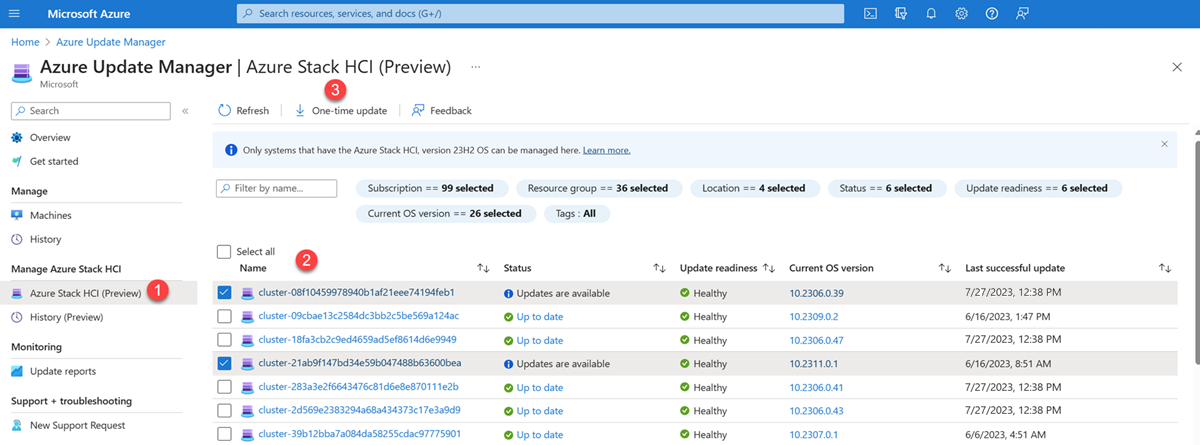 Microsoft Azure
Search resources, services, and docs (G+/)
Home > Azure Update Manager
Azure Update Manager | Azure Stack HCI (Preview) ...
Microsoft
Search
Overview
Get started
Manage
Machines
History
Manage Azure Stack HCI
Azure Stack HCI (Preview) 1
History (Preview)
Monitoring
Update reports
Support + troubleshooting
New Support Request
3
Refresh One-time update Feedback
Only systems that have the Azure Stack HCI, version 23H2 OS can be managed here. Learn more.
Filter by name... Subscription == 99 selected Resource group == 36 selected Location == 4 selected Status == 6 selected Update readiness == 6 selected
Current OS version == 26 selected Tags : All
Select all
2
Name Status Update readiness Current OS version Last successful update
cluster-08f10459978940b1af21eee74194feb1 Updates are available Healthy 10.2306.0.39 7/27/2023, 12:38 PM
cluster-09cbae13c2584dc3bb2c5be569a124ac Up to date Healthy 10.2309.0.2 6/16/2023, 1:47 PM
cluster-18fa3cb2c9ed4659ad5ef8614d6e9949 Up to date Healthy 10.2306.0.47 7/27/2023, 12:38 PM
cluster-21ab9f147bd34e59b047488b63600bea Updates are available Healthy 10.2311.0.1 6/16/2023, 8:51 AM
cluster-283a3e2f6643476c81d6e8e870111e2b Up to date Healthy 10.2306.0.41 7/27/2023, 12:38 PM
cluster-2d569e2383294a68a434373c17e3a9d9 Up to date Healthy 10.2306.0.43 7/27/2023, 12:38 PM
cluster-39b12bba7a084da58255cdac97775901 Up to date Healthy 10.2307.0.1 6/6/2023, 4:51 AM